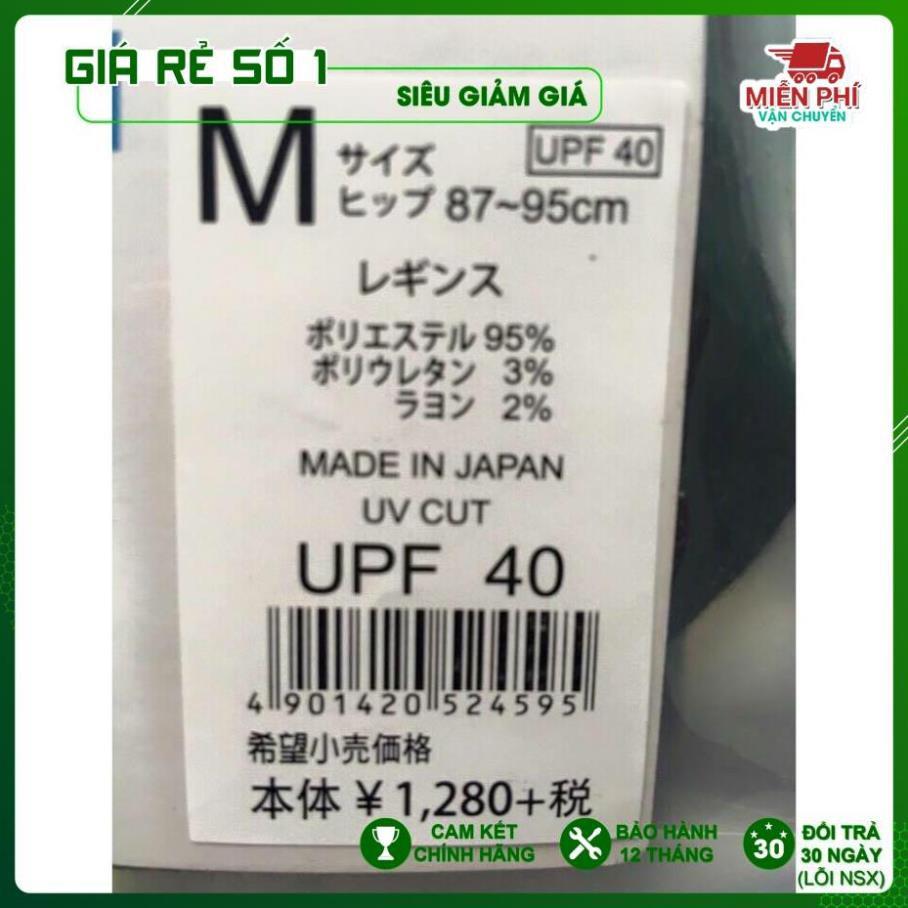 GIÁ RẺ SỐ 1
SIÊU GIẢM GIÁ
MIỄN PHÍ
VẬN CHUYỂN
M サイズ
UPF 40
ヒップ 87~95cm
レギンス
ポリエステル 95%
ポリウレタン 3%
ラヨン 2%
MADE IN JAPAN
UV CUT
UPF 40
4 901420 524595
希望小売価格
本体 ¥ 1,280+税
CAM KẾT
CHÍNH HÃNG
BẢO HÀNH
12 THÁNG
30
ĐỔI TRẢ
30 NGÀY
(LỖI NSX)